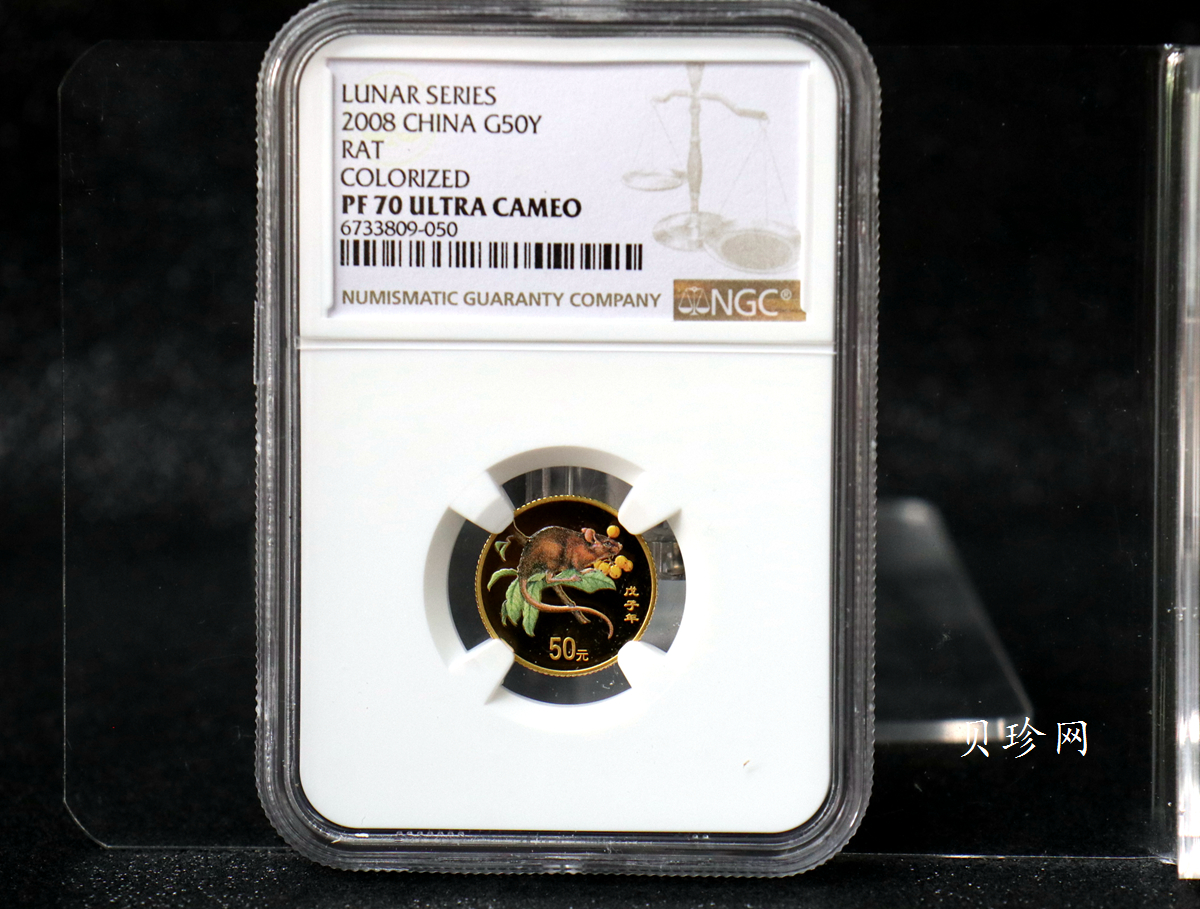 LUNAR SERIES
2008 CHINA G50Y
RAT
COLORIZED
PF 70 ULTRA CAMEO
6733809-050
NUMISMATIC GUARANTY COMPANY
NGC®
戊子年
50元
贝珍网